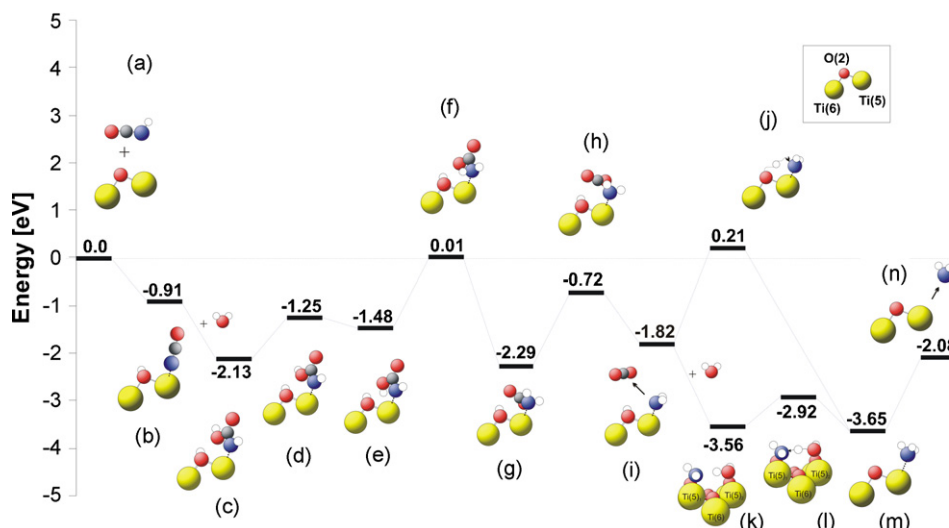 5
4
3
2
1
0
-1
-2
-3
-4
-5
Energy [eV]
(a)
+
0.0
-0.91
+
(b)
-2.13
(c)
-1.25
(d)
-1.48
(e)
(f)
0.01
-2.29
(g)
(h)
-0.72
-1.82
(i)
+
(j)
0.21
-3.56
Ti(5)
Ti(5)
Ti(6)
(k)
-2.92
Ti(5)
Ti(5)
Ti(6)
(l)
-3.65
(m)
(n)
-2.08
O(2)
Ti(6)
Ti(5)